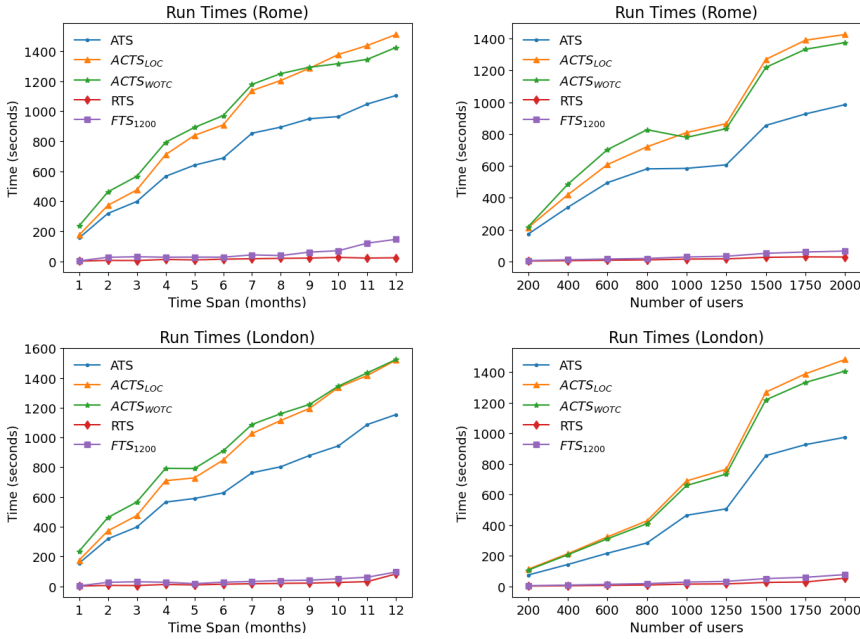 Run Times (Rome)
Time (seconds)
1400
1200
1000
800
600
400
200
0
ATS
ACTS_LOC
ACTS_WOTC
RTS
FTS_1200
1 2 3 4 5 6 7 8 9 10 11 12
Time Span (months)
Run Times (Rome)
Time (seconds)
1400
1200
1000
800
600
400
200
0
ATS
ACTS_LOC
ACTS_WOTC
RTS
FTS_1200
200 400 600 800 1000 1250 1500 1750 2000
Number of users
Run Times (London)
Time (seconds)
1600
1400
1200
1000
800
600
400
200
0
ATS
ACTS_LOC
ACTS_WOTC
RTS
FTS_1200
1 2 3 4 5 6 7 8 9 10 11 12
Time Span (months)
Run Times (London)
Time (seconds)
1400
1200
1000
800
600
400
200
0
ATS
ACTS_LOC
ACTS_WOTC
RTS
FTS_1200
200 400 600 800 1000 1250 1500 1750 2000
Number of users